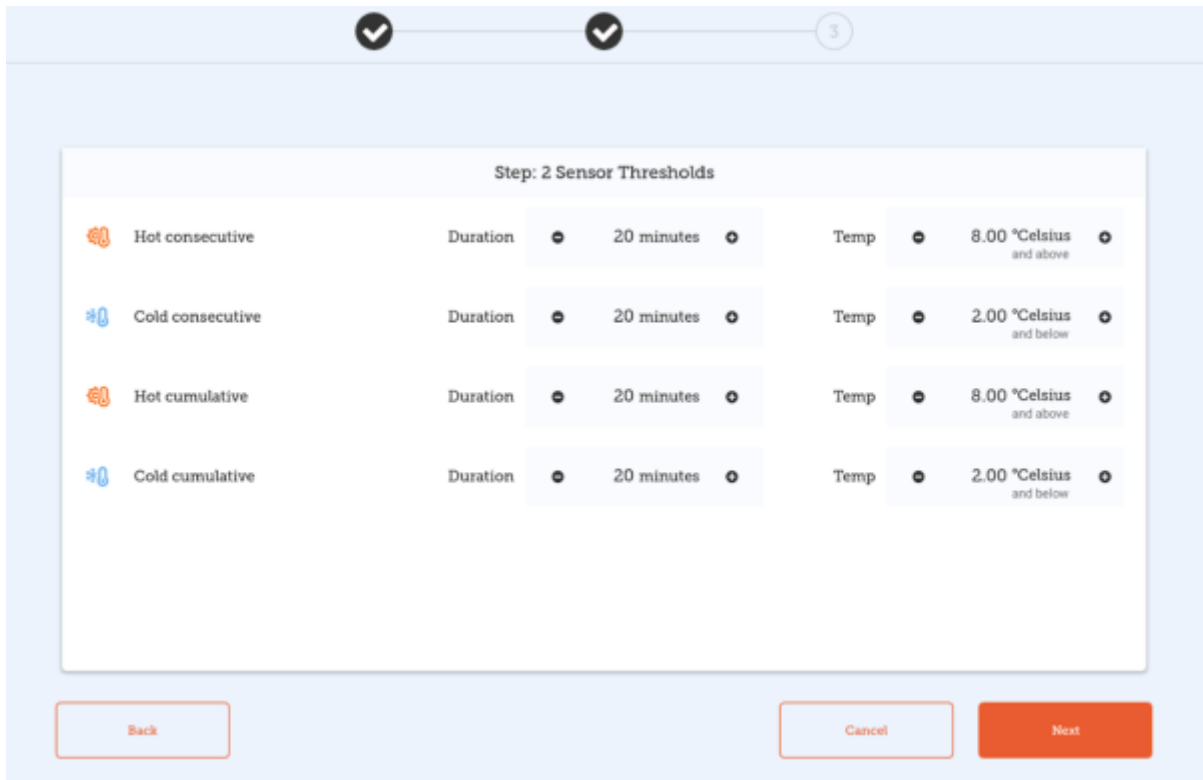 3
Step: 2 Sensor Thresholds
Hot consecutive Duration 20 minutes Temp 8.00 °Celsius
and above
Cold consecutive Duration 20 minutes Temp 2.00 °Celsius
and below
Hot cumulative Duration 20 minutes Temp 8.00 °Celsius
and above
Cold cumulative Duration 20 minutes Temp 2.00 °Celsius
and below
Back Cancel Next